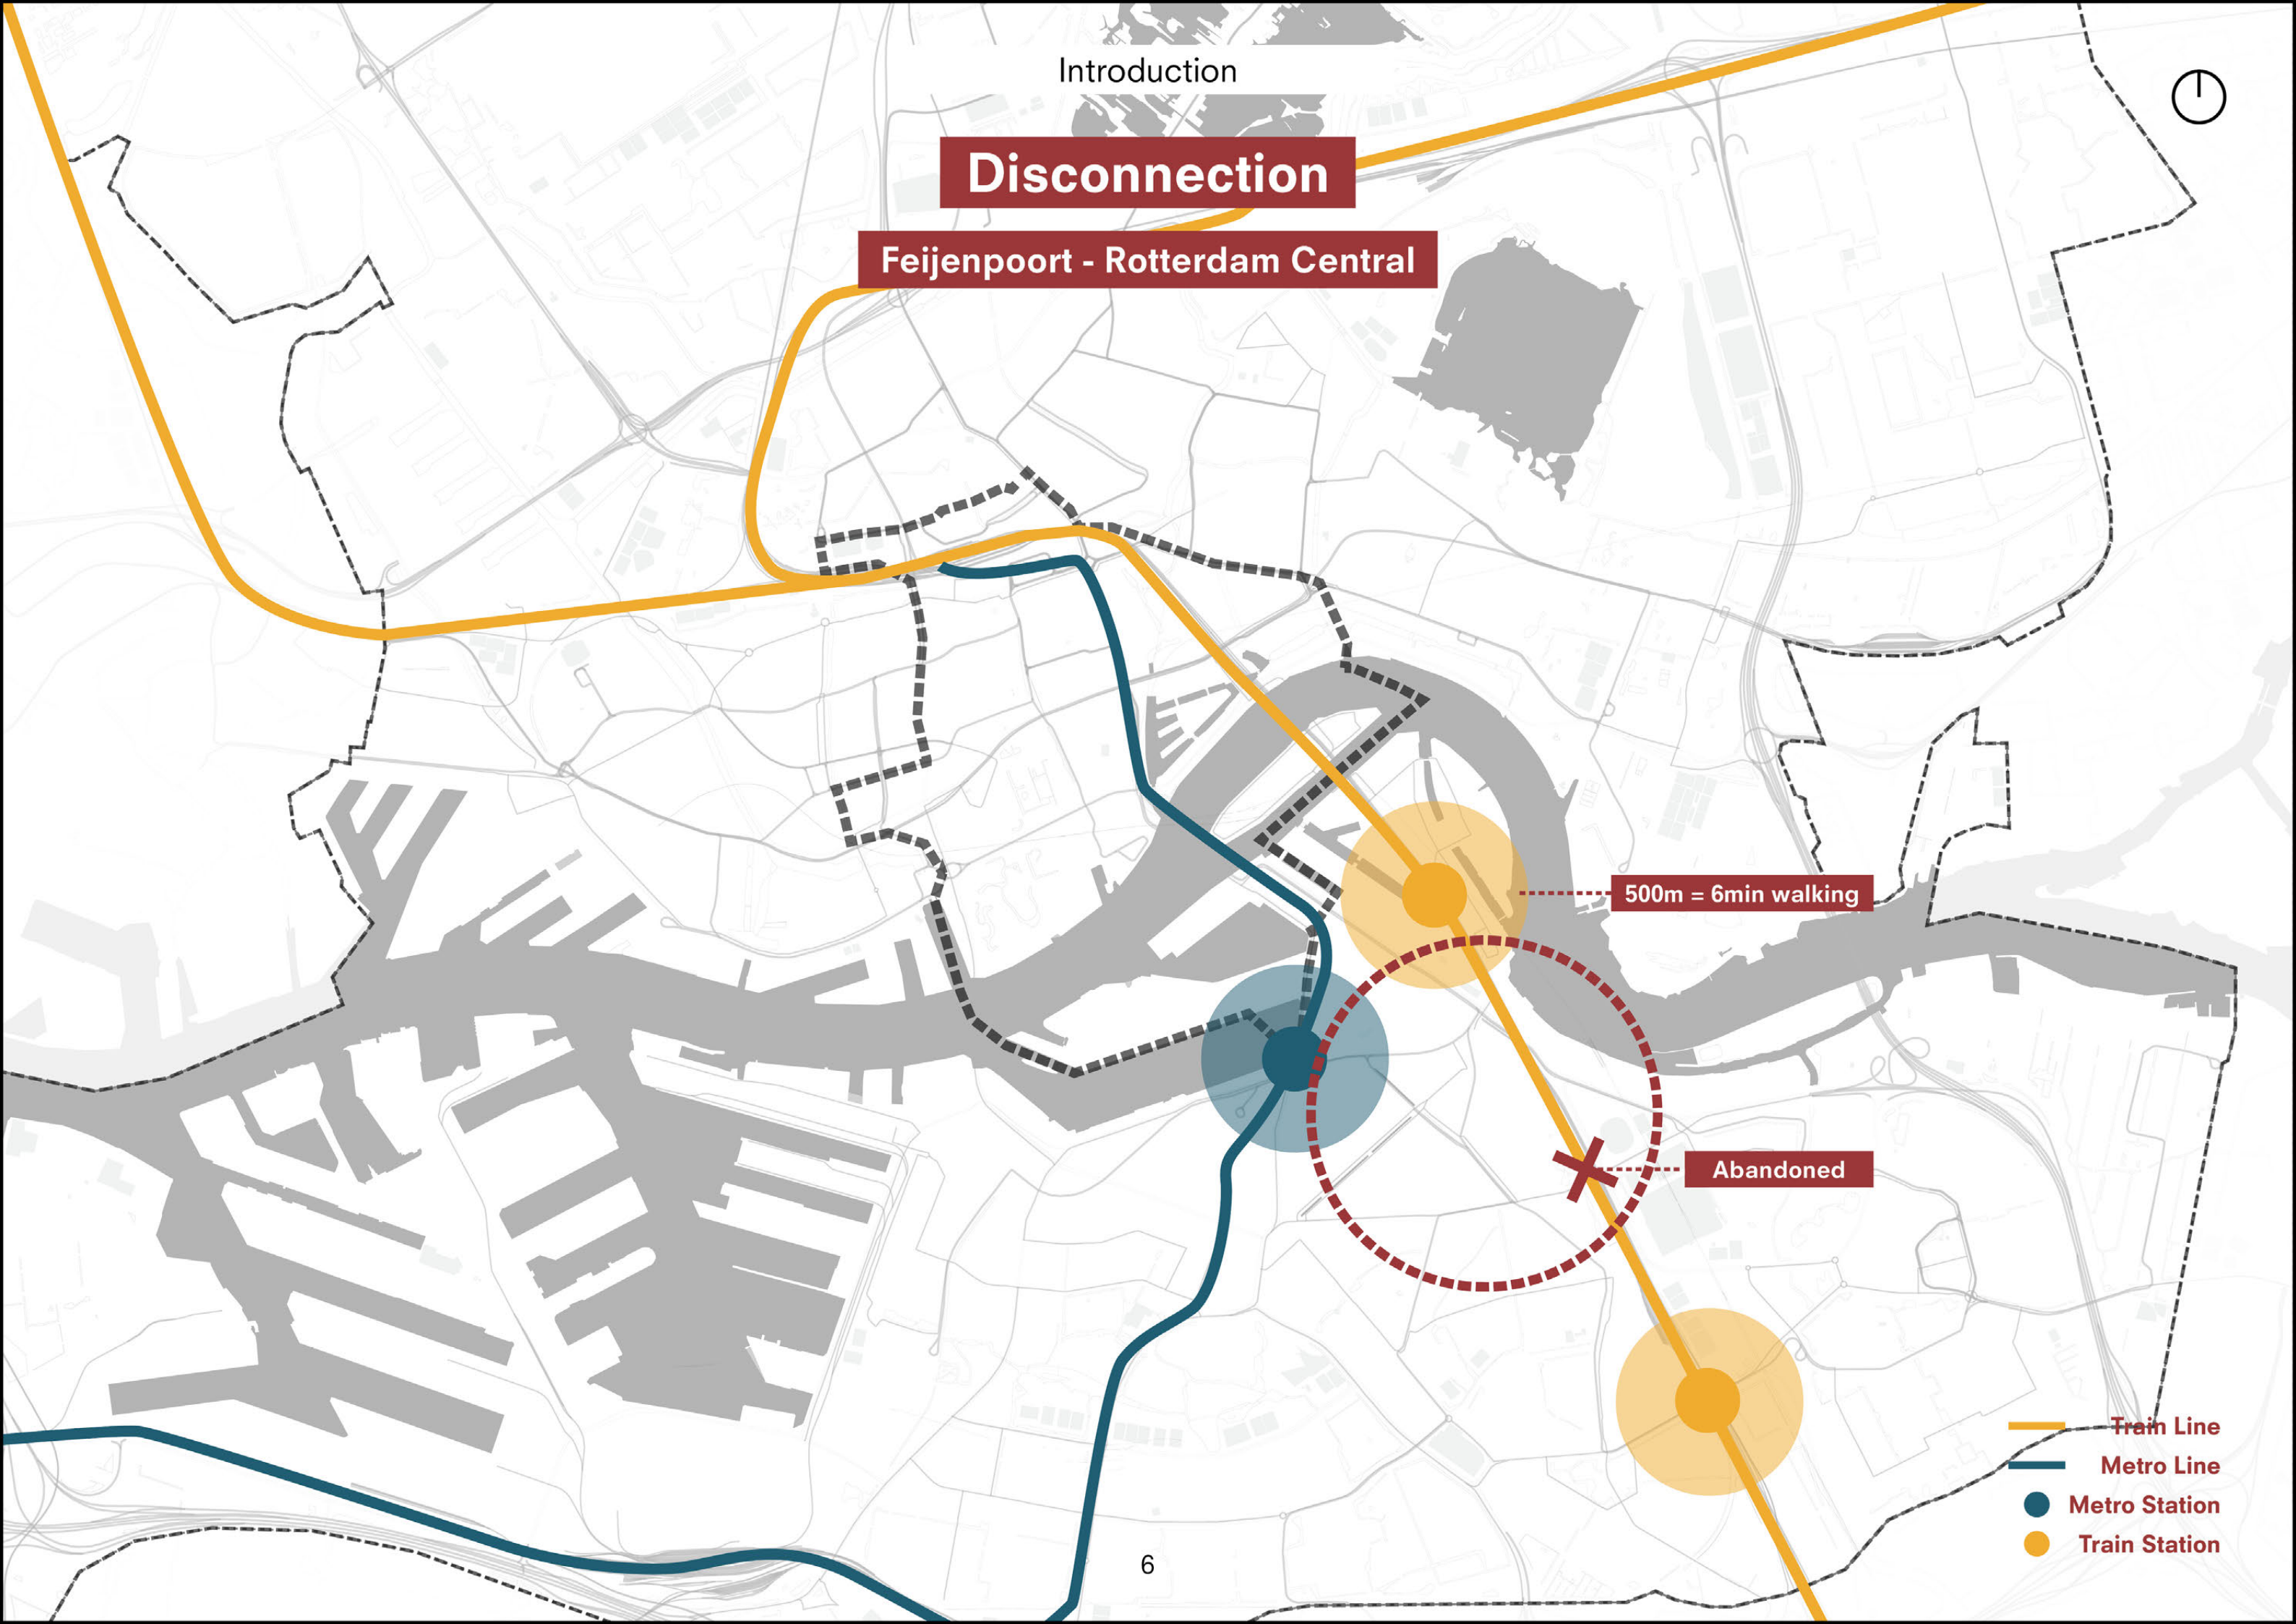 Introduction
Disconnection
Feijenpoort - Rotterdam Central
500m = 6min walking
Abandoned
Train Line
Metro Line
Metro Station
Train Station
6